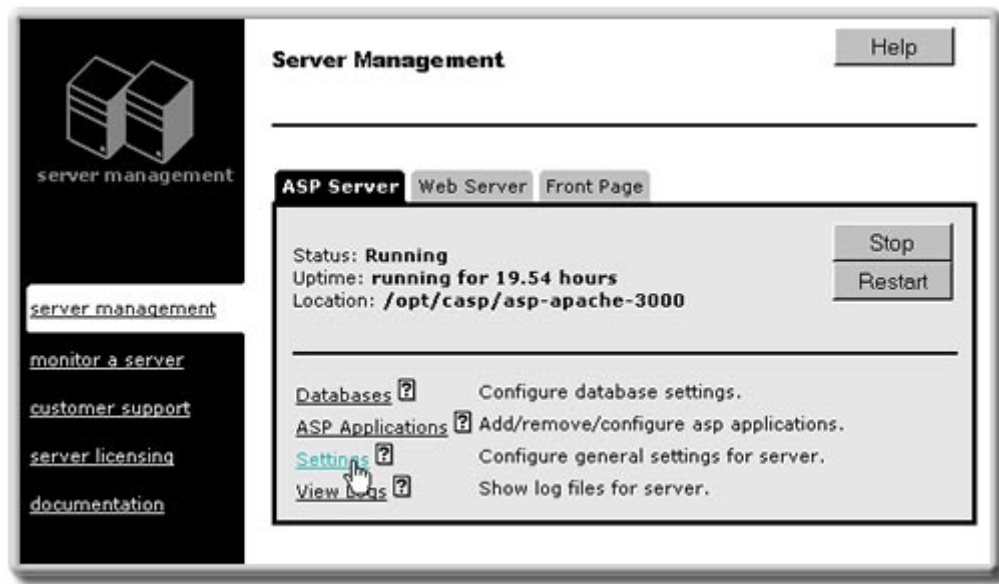 Server Management
Help
server management
ASP Server Web Server Front Page
Status: Running
Stop
Uptime: running for 19.54 hours
Restart
Location: /opt/casp/asp-apache-3000
server management
monitor a server
customer support
server licensing
documentation
Databases ? Configure database settings.
ASP Applications ? Add/remove/configure asp applications.
Settings ? Configure general settings for server.
View Logs ? Show log files for server.